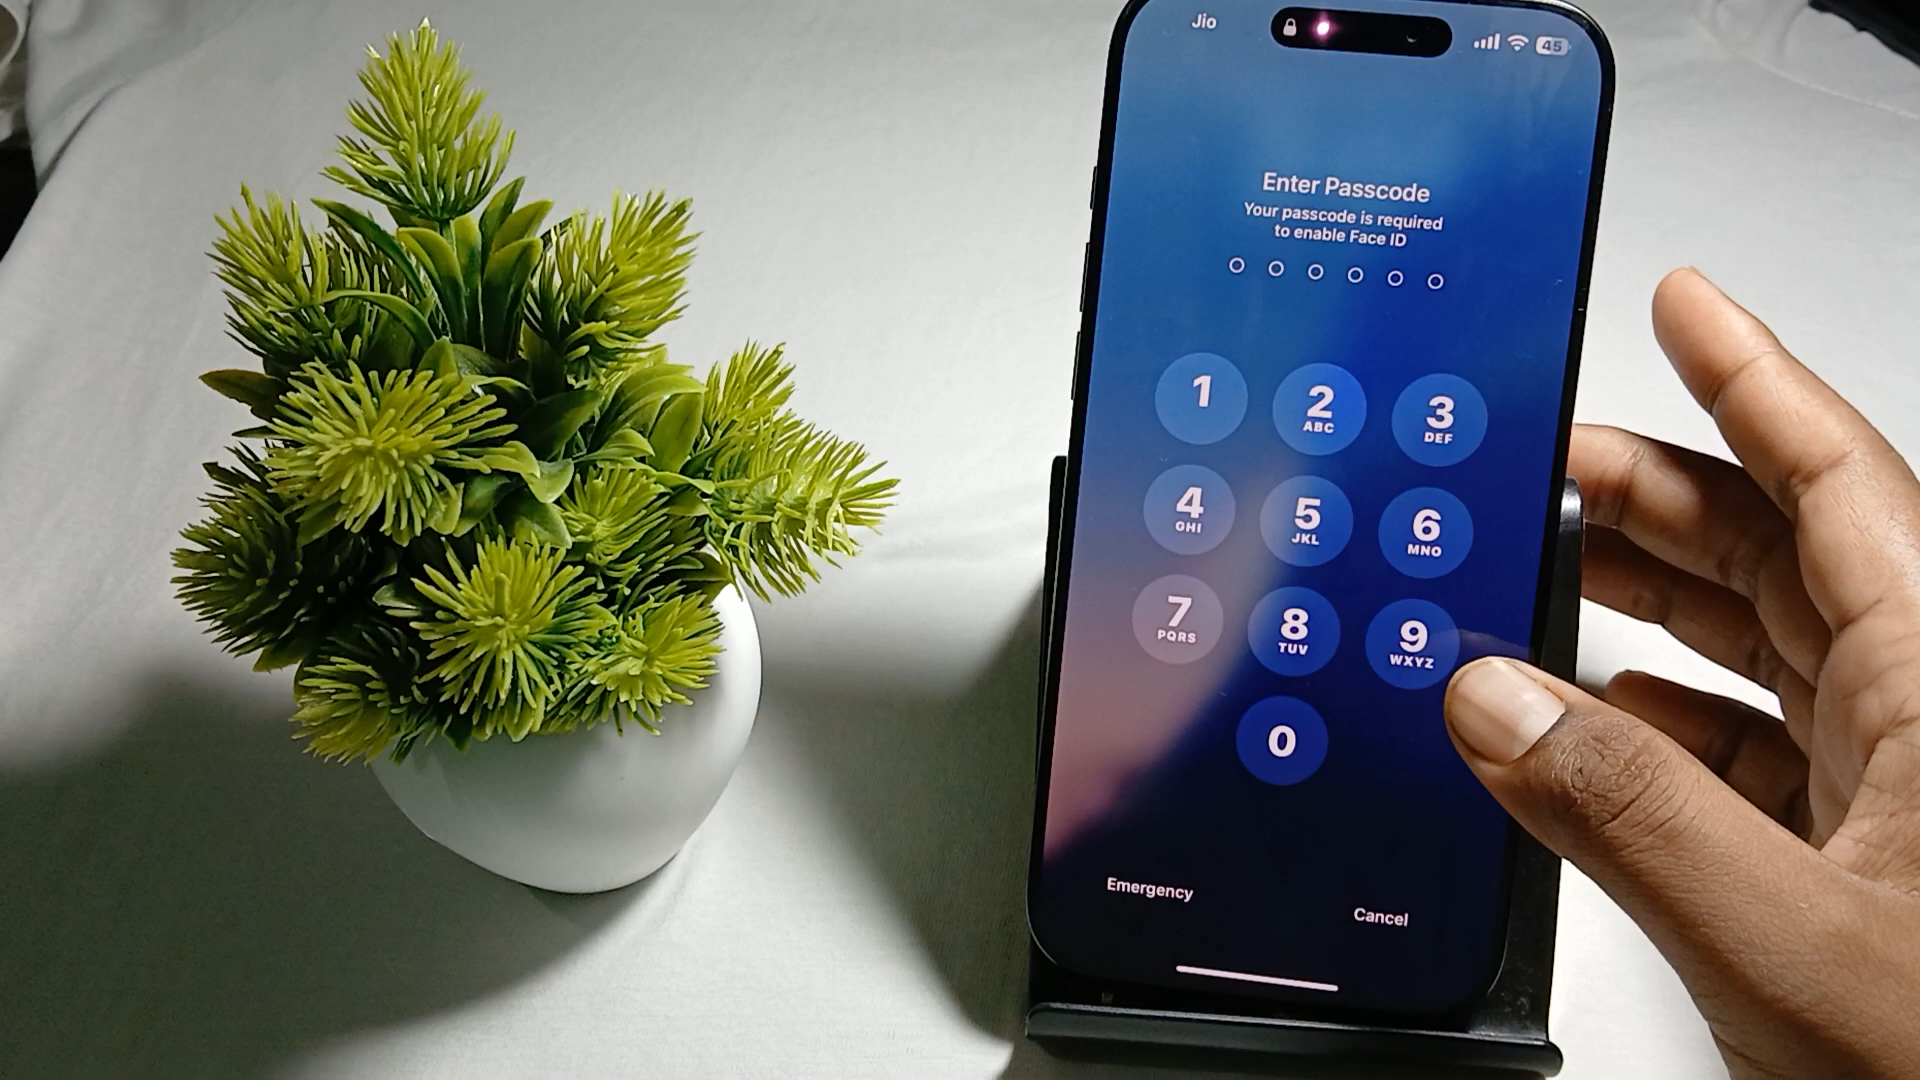 Jio
45
Enter Passcode
Your passcode is required
to enable Face ID
1
2
ABC
3
DEF
4
GHI
5
JKL
6
MNO
7
PQRS
8
TUV
9
WXYZ
0
Emergency
Cancel